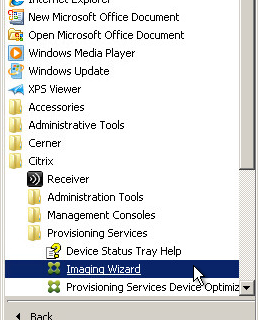 Internet Explorer
New Microsoft Office Document
Open Microsoft Office Document
Windows Media Player
Windows Update
XPS Viewer
Accessories
Administrative Tools
Cerner
Citrix
Receiver
Administration Tools
Management Consoles
Provisioning Services
Device Status Tray Help
Imaging Wizard
Provisioning Services Device Optimiz
Back